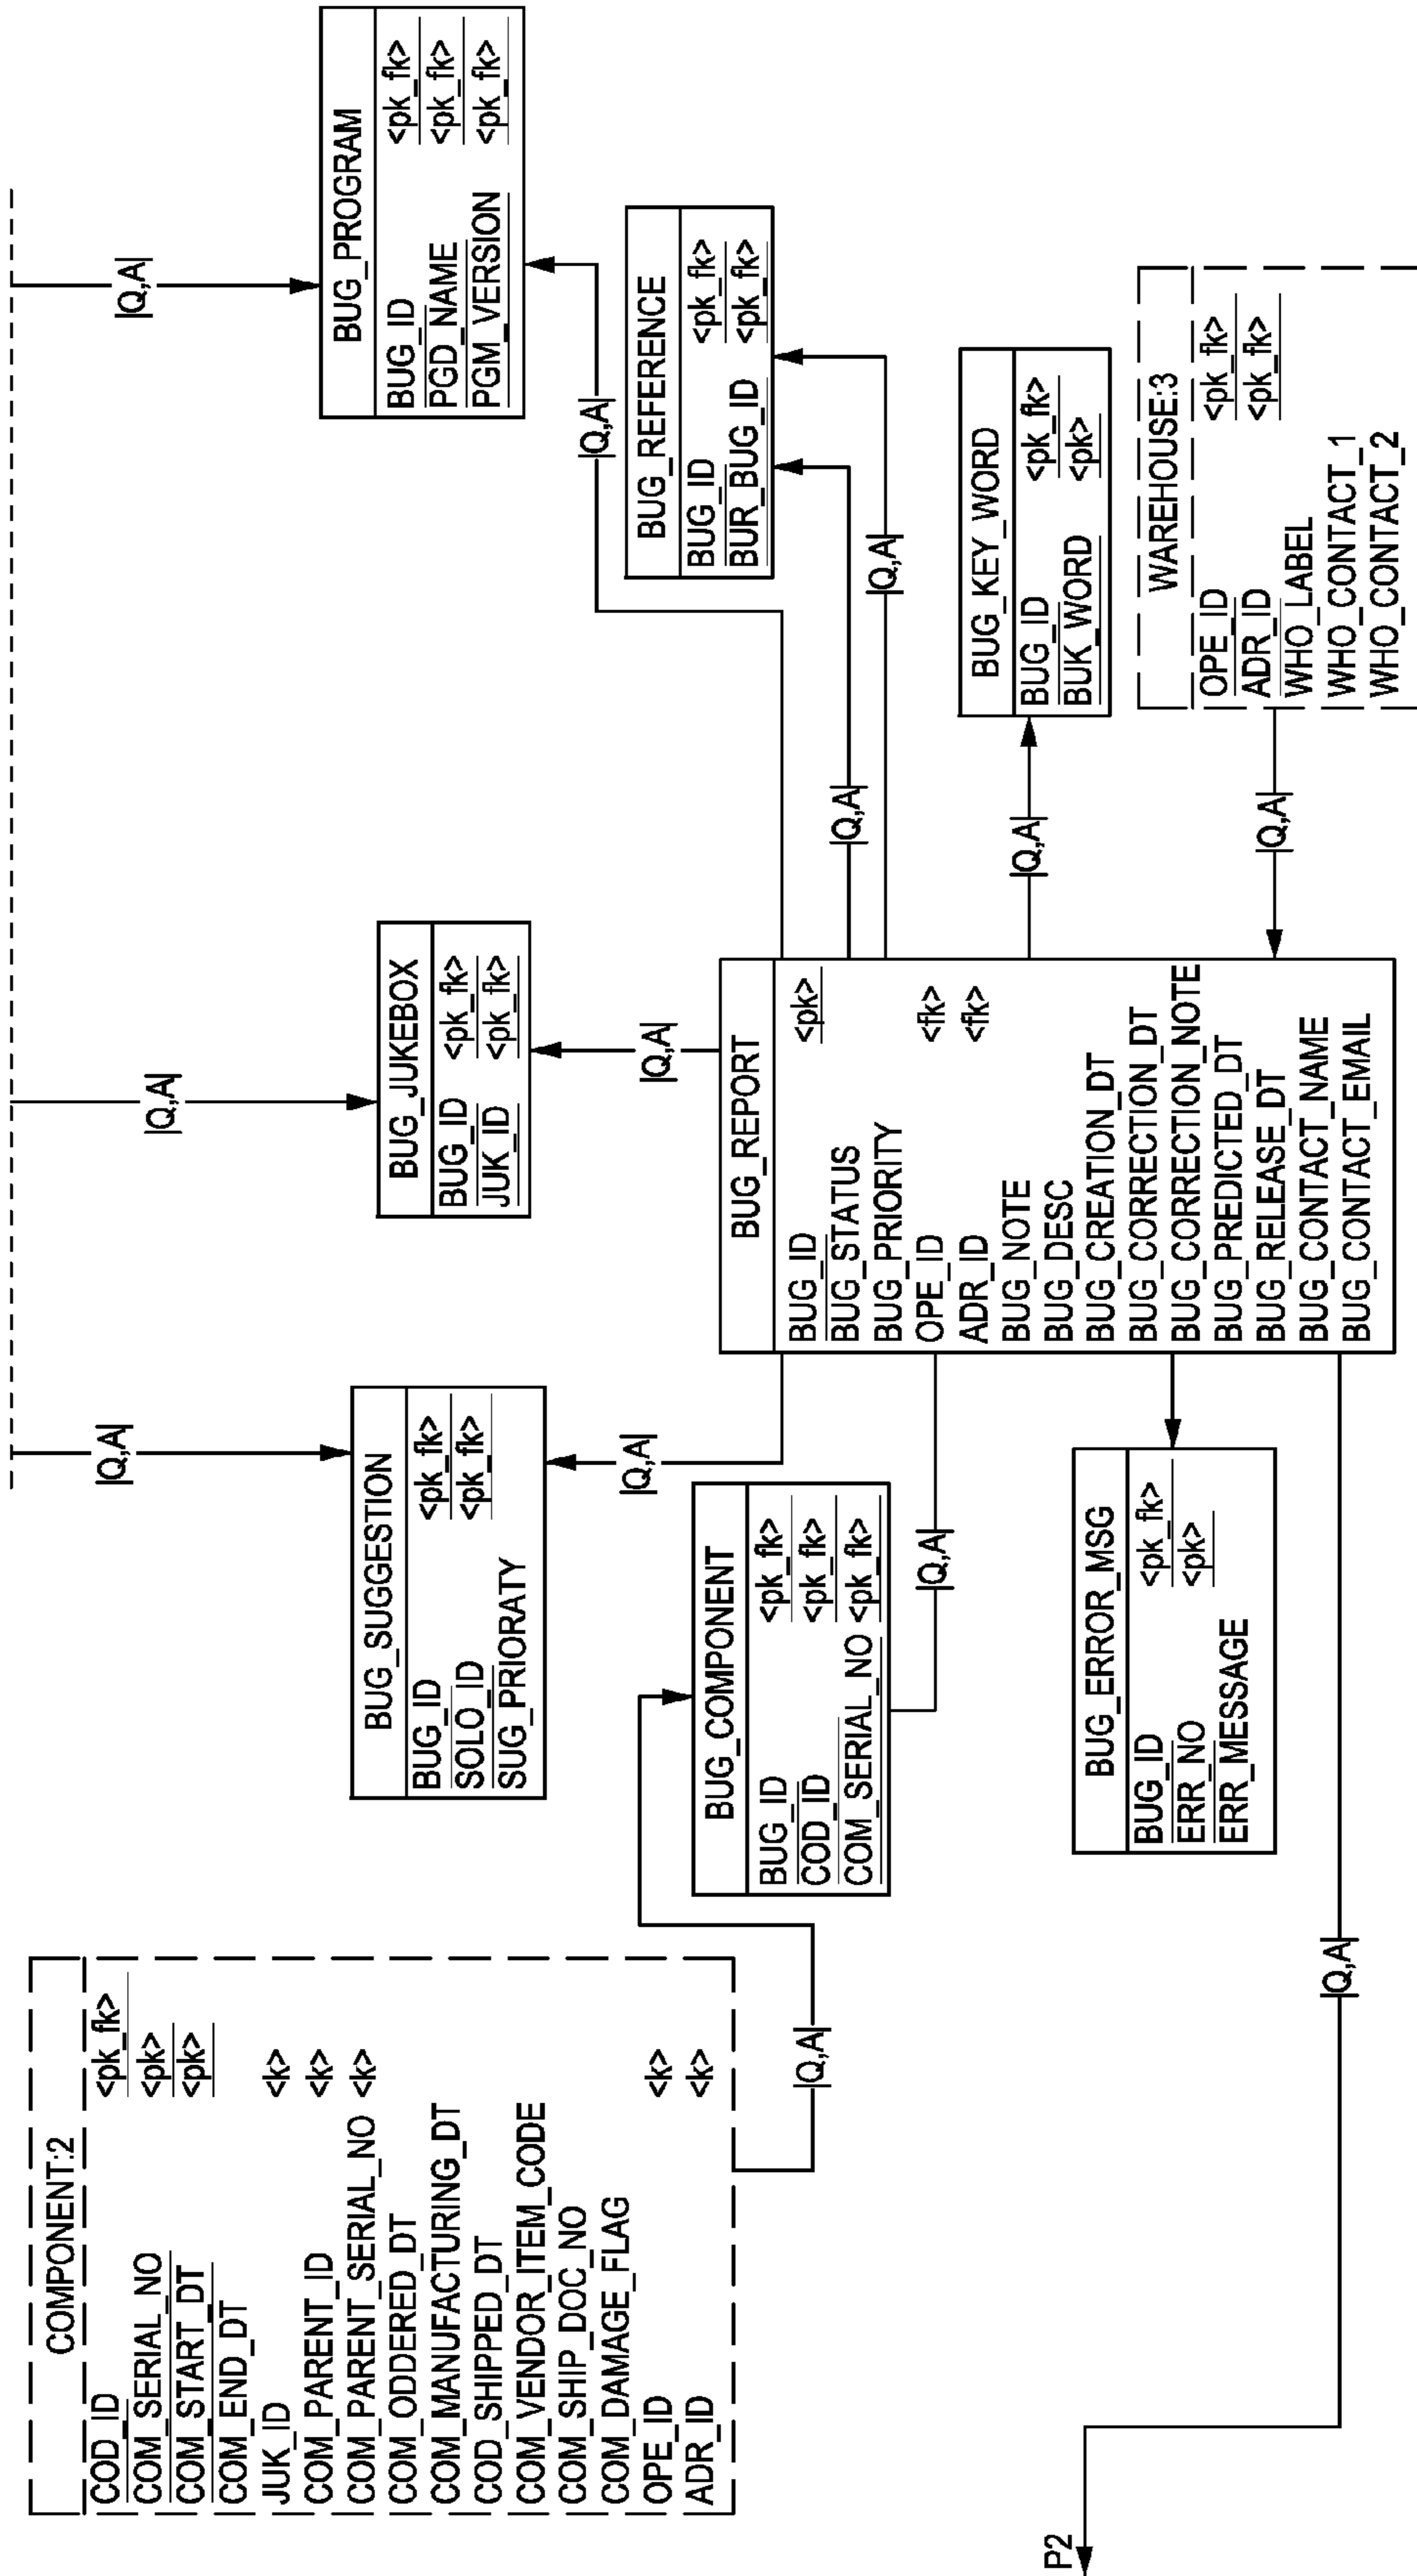 COMPONENT:2
COD_ID <pk_fk>
COM_SERIAL_NO <pk>
COM_START_DT <pk>
COM_END_DT
JUK_ID <k>
COM_PARENT_ID <k>
COM_PARENT_SERIAL_NO <k>
COM_ODDERED_DT
COM_MANUFACTURING_DT
COD_SHIPPED_DT
COM_VENDOR_ITEM_CODE
COM_SHIP_DOC_NO
COM_DAMAGE_FLAG
OPE_ID <k>
ADR_ID <k>
|Q,A|
|Q,A|
BUG_SUGGESTION
BUG_ID <pk_fk>
SOLO_ID <pk_fk>
SUG_PRIORATY
|Q,A|
|Q,A|
BUG_JUKEBOX
BUG_ID <pk_fk>
JUK_ID <pk_fk>
|Q,A|
|Q,A|
BUG_PROGRAM
BUG_ID <pk_fk>
PGD_NAME <pk_fk>
PGM_VERSION <pk_fk>
|Q,A|
BUG_REFERENCE
BUG_ID <pk_fk>
BUR_BUG_ID <pk_fk>
|Q,A|
|Q,A|
BUG_COMPONENT
BUG_ID <pk_fk>
COD_ID <pk_fk>
COM_SERIAL_NO <pk_fk>
|Q,A|
BUG_REPORT
BUG_ID <pk>
BUG_STATUS
BUG_PRIORITY
OPE_ID <fk>
ADR_ID <fk>
BUG_NOTE
BUG_DESC
BUG_CREATION_DT
BUG_CORRECTION_DT
BUG_CORRECTION_NOTE
BUG_PREDICTED_DT
BUG_RELEASE_DT
BUG_CONTACT_NAME
BUG_CONTACT_EMAIL
|Q,A|
BUG_KEY_WORD
BUG_ID <pk_fk>
BUK_WORD <pk>
BUG_ERROR_MSG
BUG_ID <pk_fk>
ERR_NO <pk>
ERR_MESSAGE
|Q,A|
WAREHOUSE:3
OPE_ID <pk_fk>
ADR_ID <pk_fk>
WHO_LABEL
WHO_CONTACT_1
WHO_CONTACT_2
P2
|Q,A|